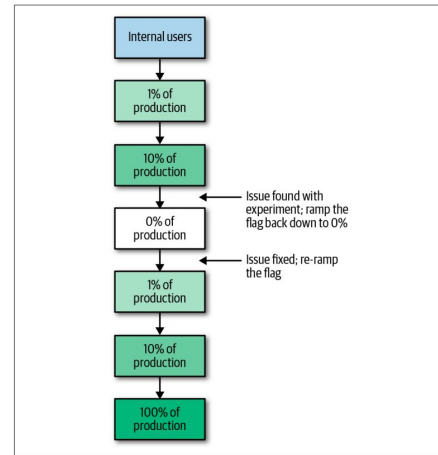 Internal users
1% of
production
10% of
production
Issue found with
experiment; ramp the
flag back down to 0%
0% of
production
Issue fixed; re-ramp
the flag
1% of
production
10% of
production
100% of
production